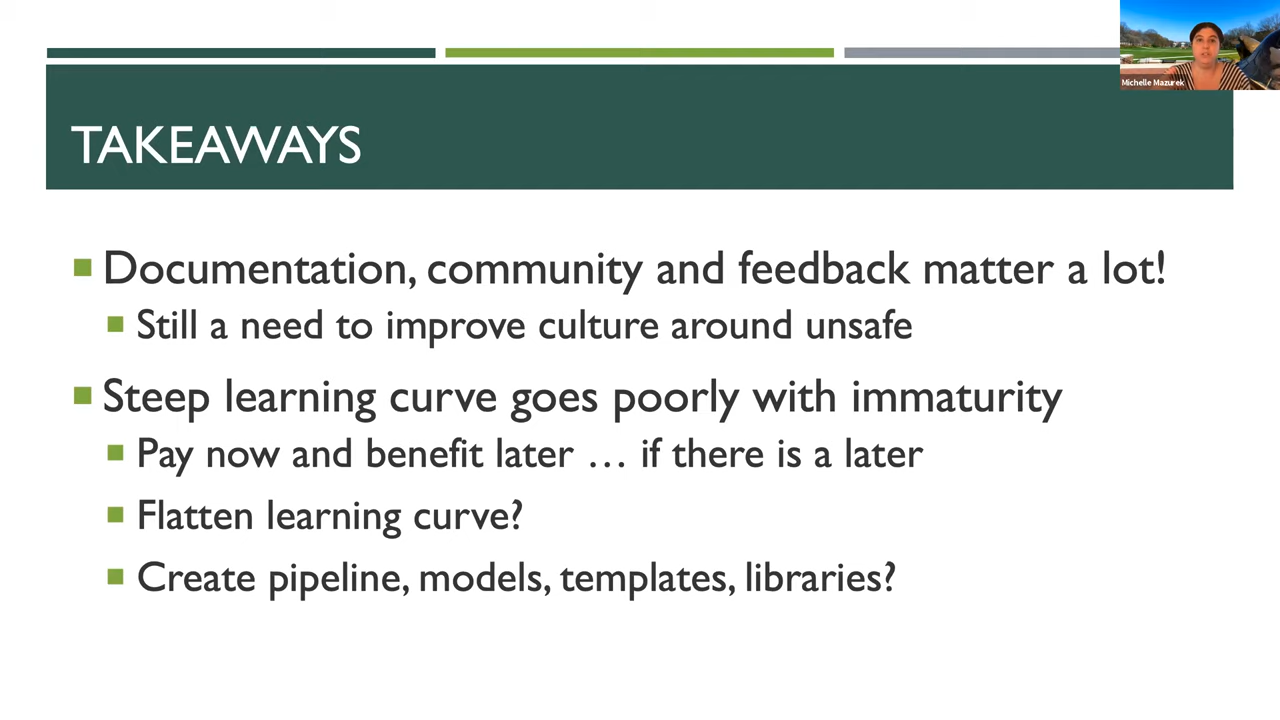 Michelle Mazurek
TAKEAWAYS
Documentation, community and feedback matter a lot!
Still a need to improve culture around unsafe
Steep learning curve goes poorly with immaturity
Pay now and benefit later … if there is a later
Flatten learning curve?
Create pipeline, models, templates, libraries?